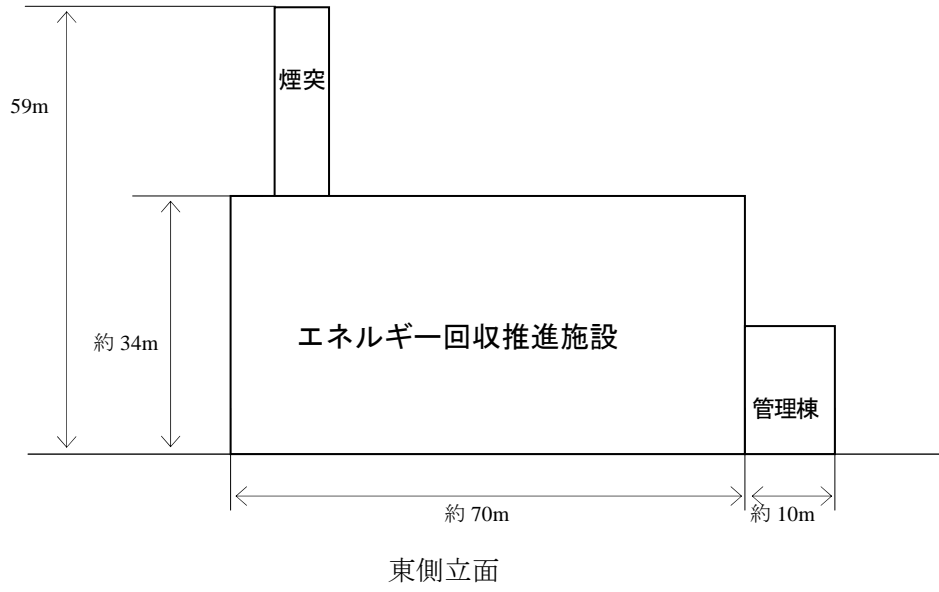 煙突
59m
約 34m
エネルギー回収推進施設
管理棟
約 70m
約 10m
東側立面